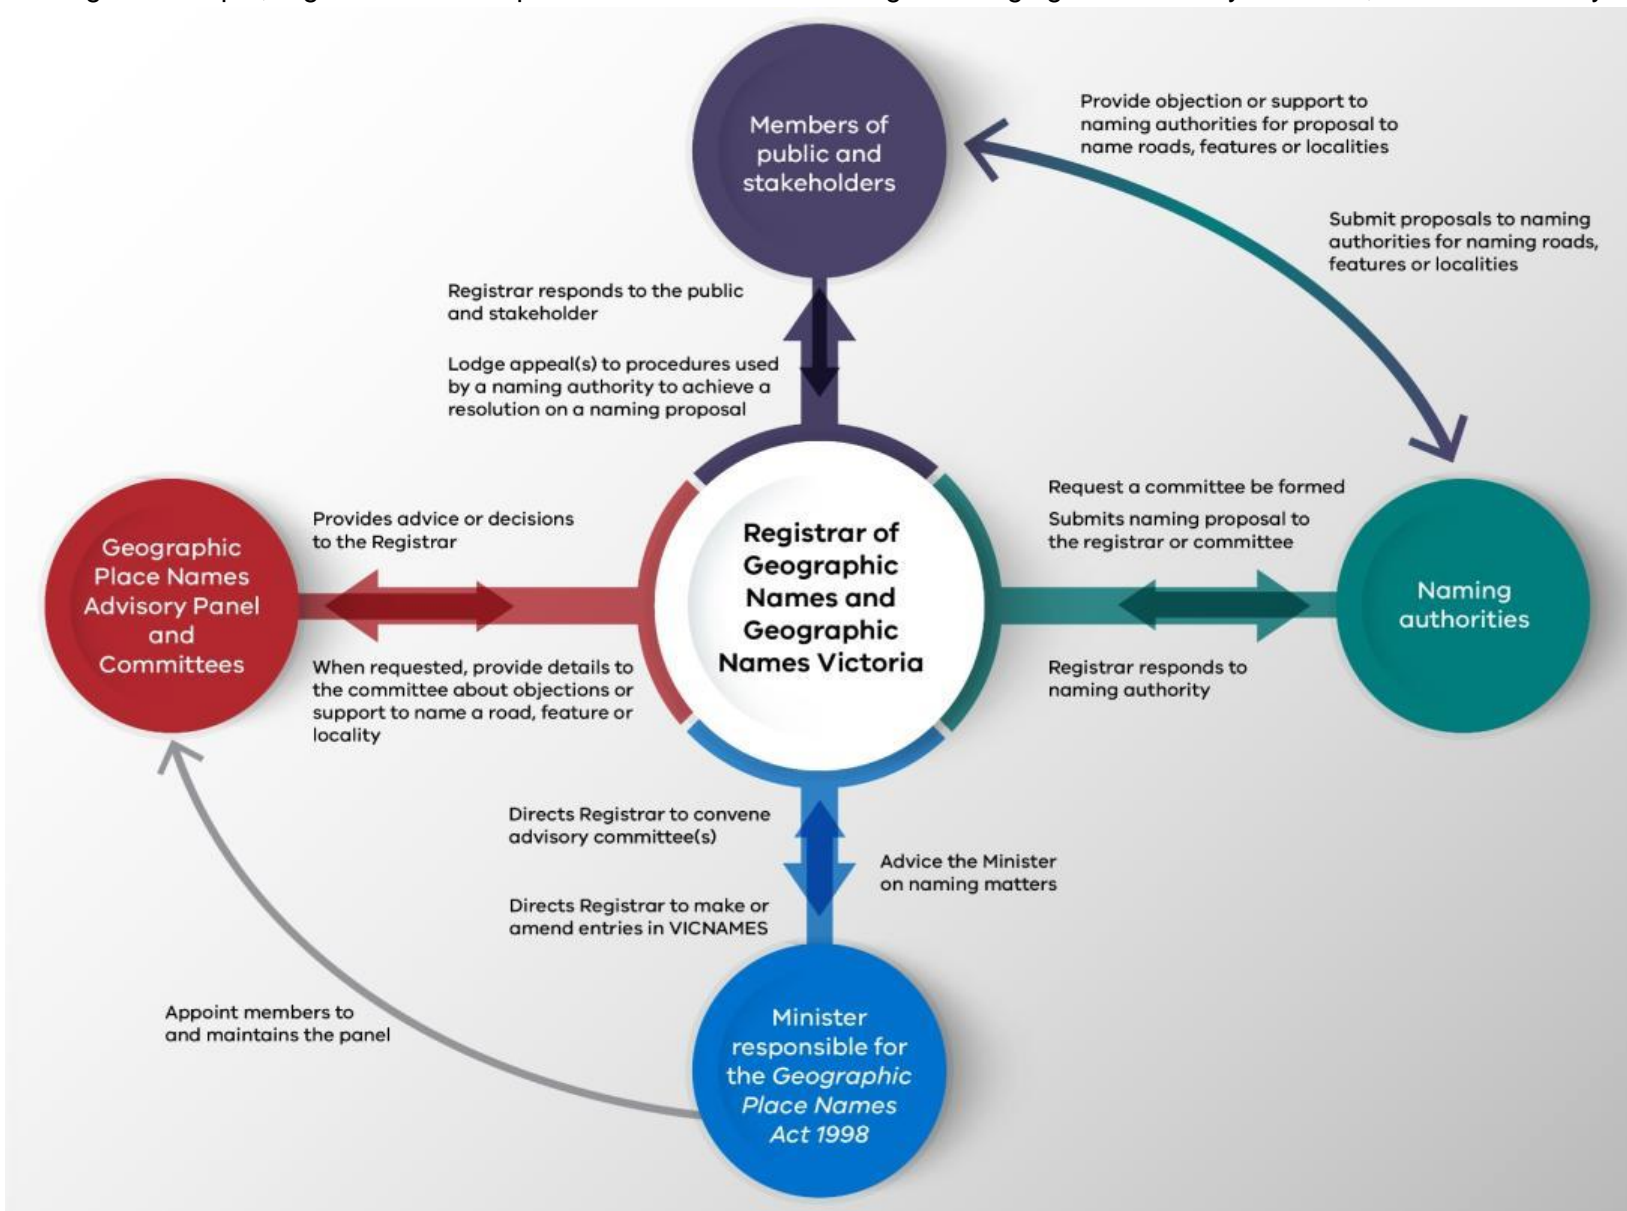 Members of
public and
stakeholders
Provide objection or support to
naming authorities for proposal to
name roads, features or localities
Submit proposals to naming
authorities for naming roads,
features or localities
Registrar responds to the public
and stakeholder
Lodge appeal(s) to procedures used
by a naming authority to achieve a
resolution on a naming proposal
Geographic
Place Names
Advisory Panel
and
Committees
Provides advice or decisions
to the Registrar
When requested, provide details to
the committee about objections or
support to name a road, feature or
locality
Registrar of
Geographic
Names and
Geographic
Names Victoria
Request a committee be formed
Submits naming proposal to
the registrar or committee
Registrar responds to
naming authority
Naming
authorities
Directs Registrar to convene
advisory committee(s)
Directs Registrar to make or
amend entries in VICNAMES
Advice the Minister
on naming matters
Appoint members to
and maintains the panel
Minister
responsible for
the Geographic
Place Names
Act 1998